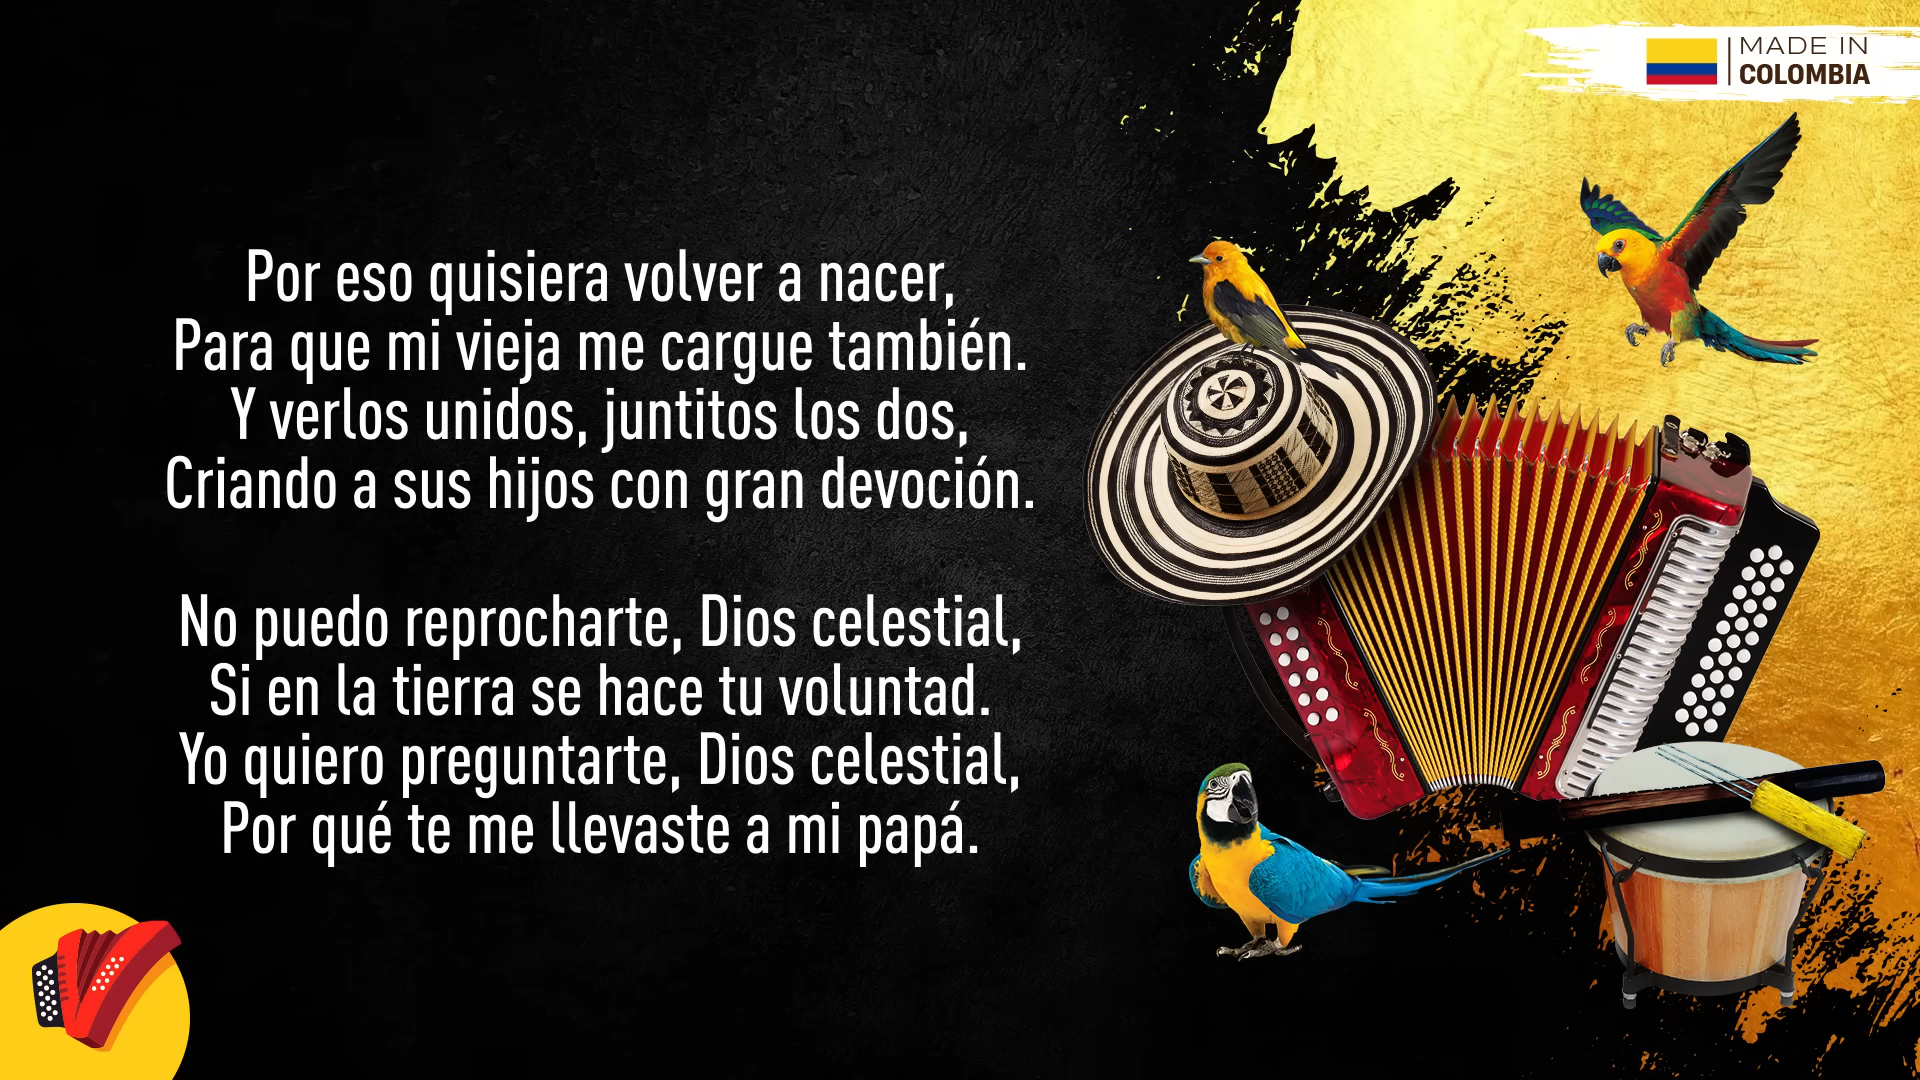 MADE IN
COLOMBIA
Por eso quisiera volver a nacer,
Para que mi vieja me cargue también.
Y verlos unidos, juntitos los dos,
Criando a sus hijos con gran devoción.
No puedo reprocharte, Dios celestial,
Si en la tierra se hace tu voluntad.
Yo quiero preguntarte, Dios celestial,
Por qué te me llevaste a mi papá.